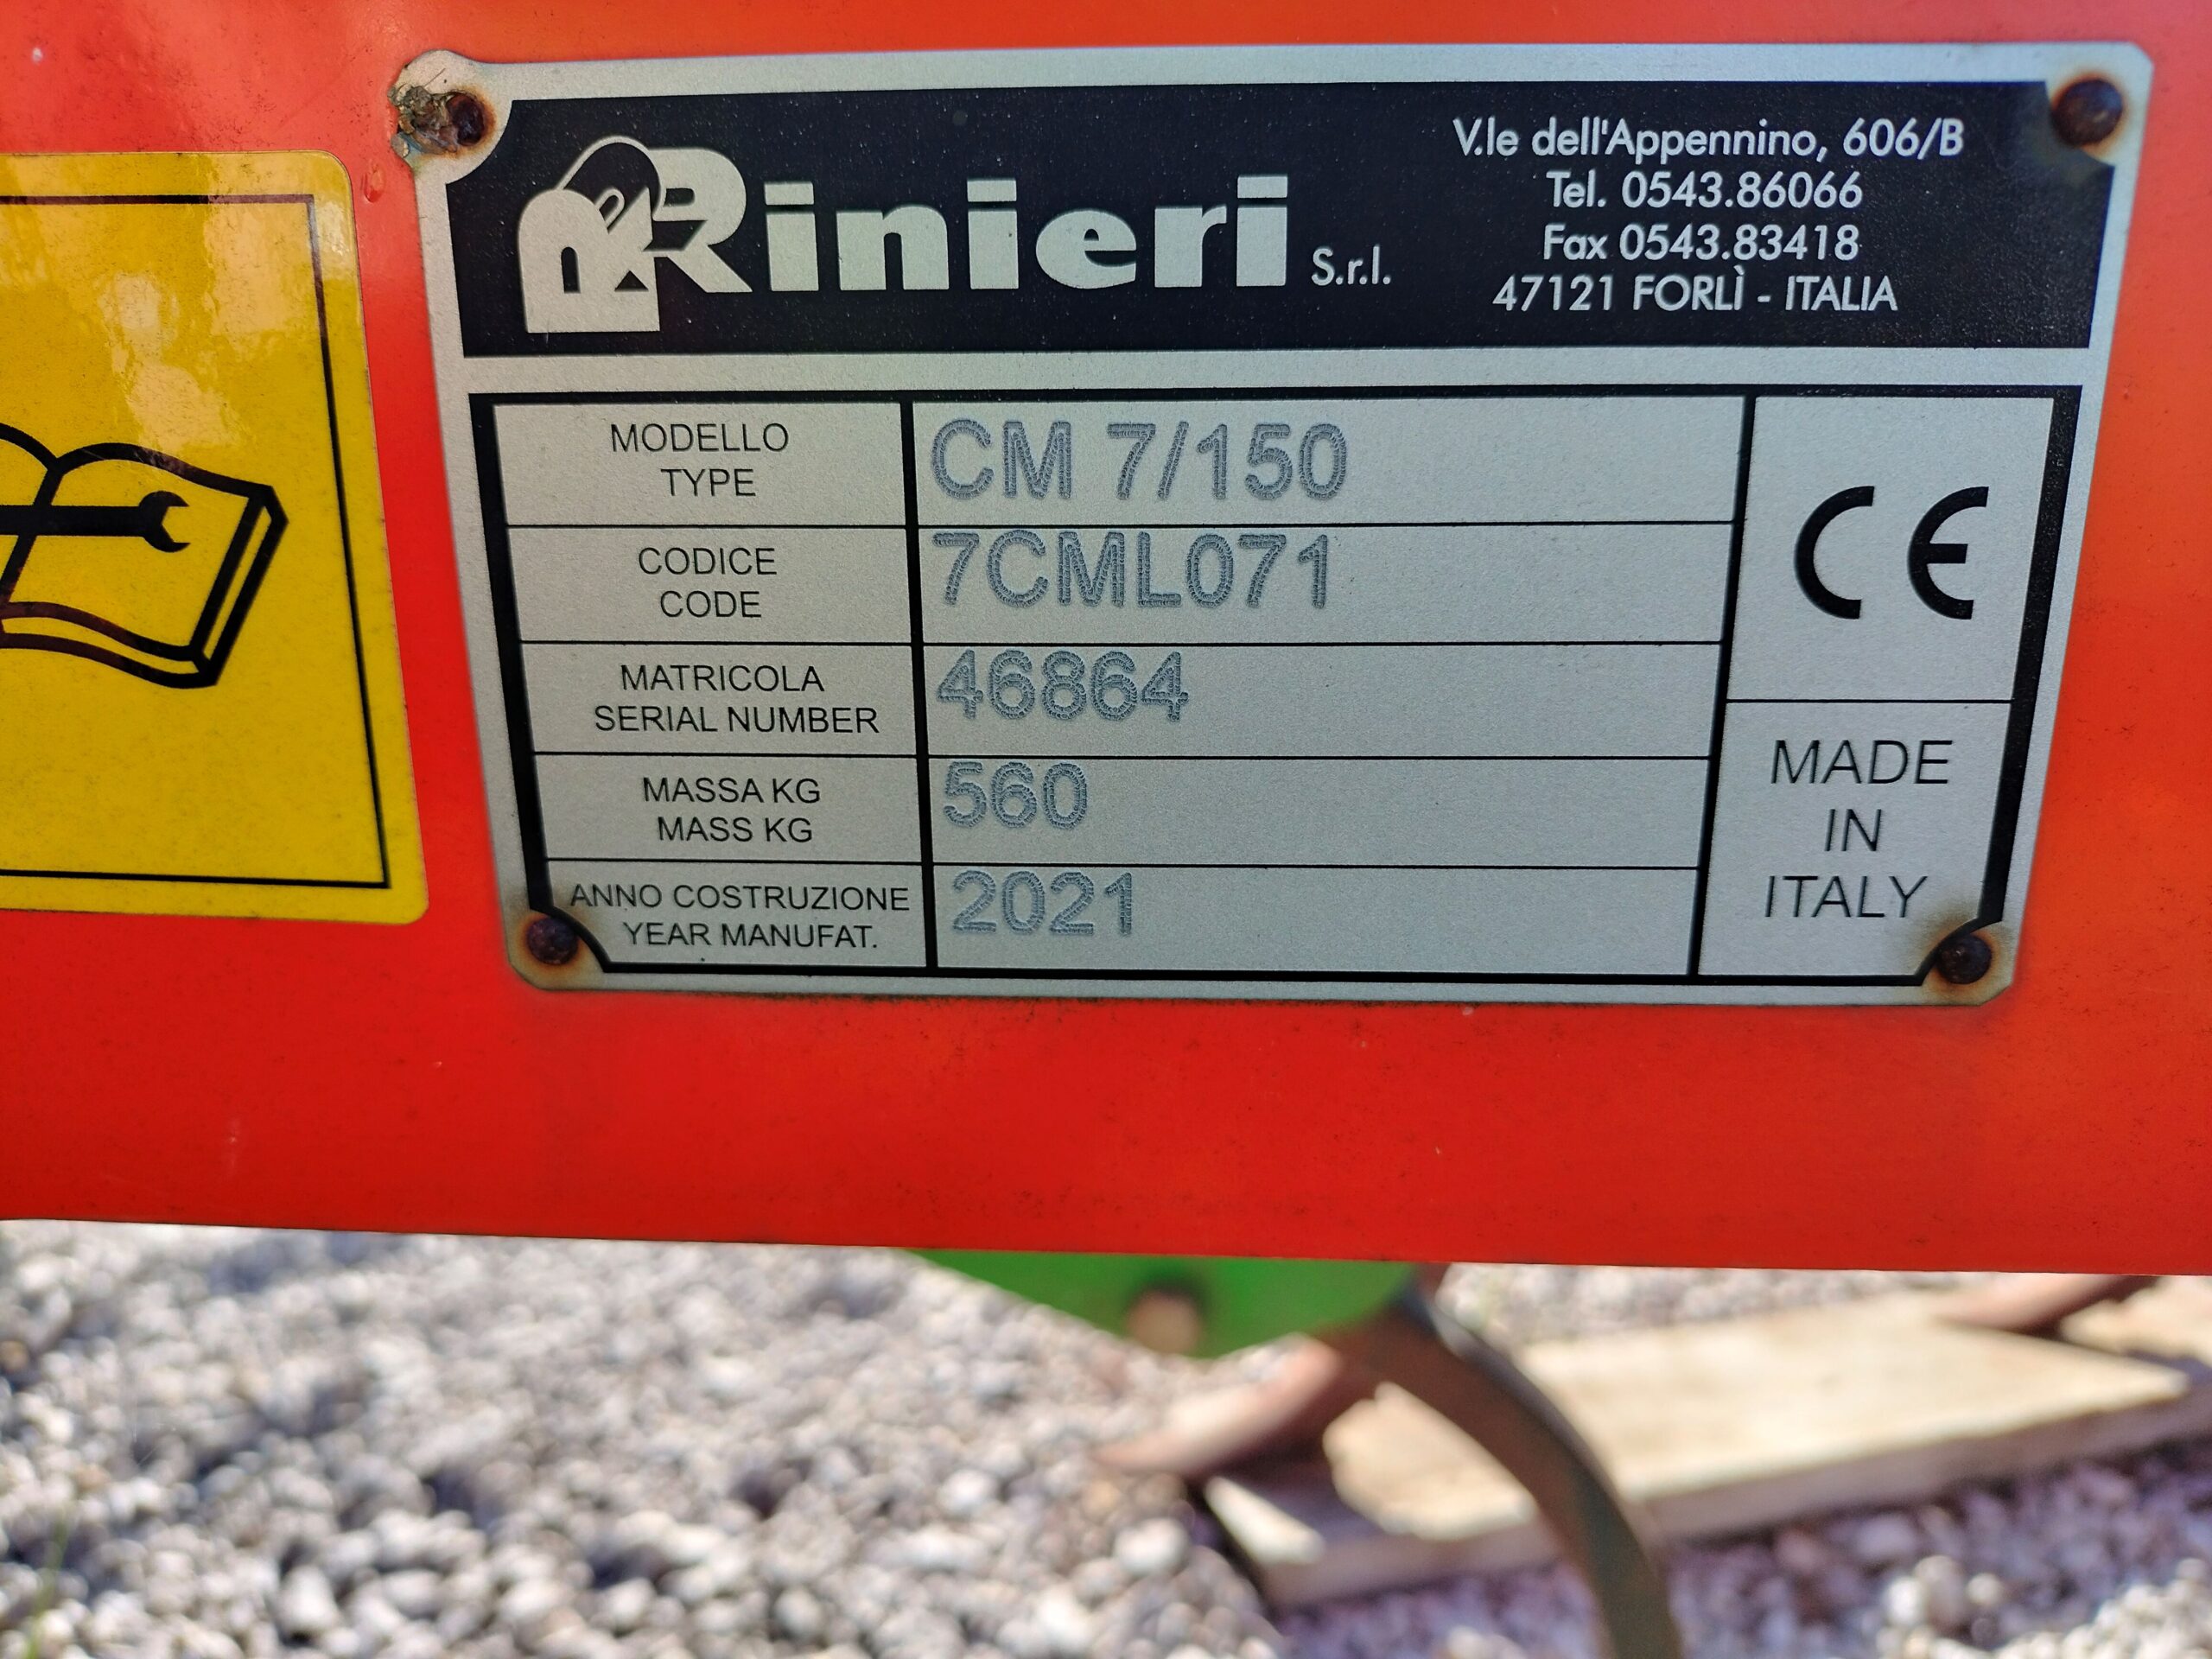 Rinieri S.r.l.
V.le dell'Appennino, 606/B
Tel. 0543.86066
Fax 0543.83418
47121 FORLÌ - ITALIA
MODELLO
TYPE
CM 7/150
CODICE
CODE
7CML071
MATRICOLA
SERIAL NUMBER
46864
MASSA KG
MASS KG
560
ANNO COSTRUZIONE
YEAR MANUFAT.
2021
CE
MADE
IN
ITALY